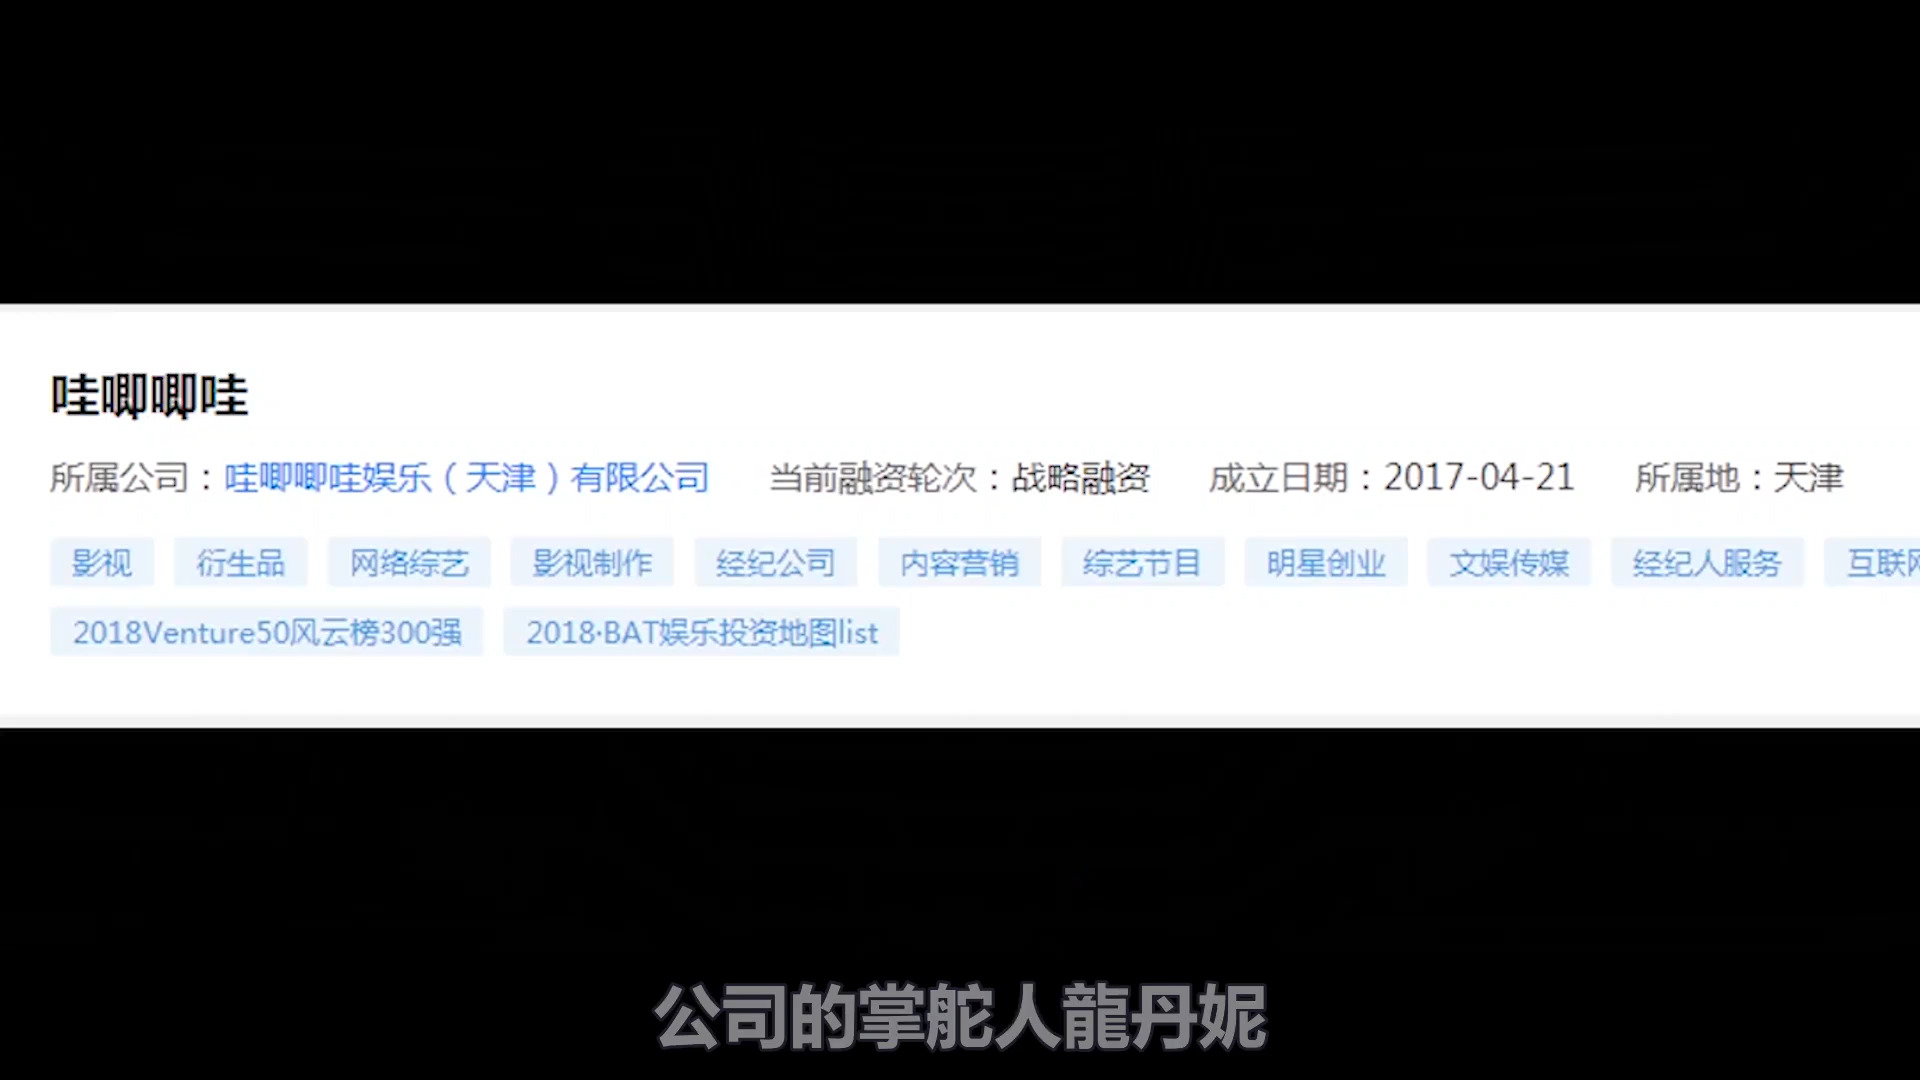 哇唧唧哇
所属公司：哇唧唧哇娱乐（天津）有限公司 当前融资轮次：战略融资 成立日期：2017-04-21 所属地：天津
影视 衍生品 网络综艺 影视制作 经纪公司 内容营销 综艺节目 明星创业 文娱传媒 经纪人服务 互联
2018Venture50风云榜300强 2018·BAT娱乐投资地图list
公司的掌舵人龍丹妮